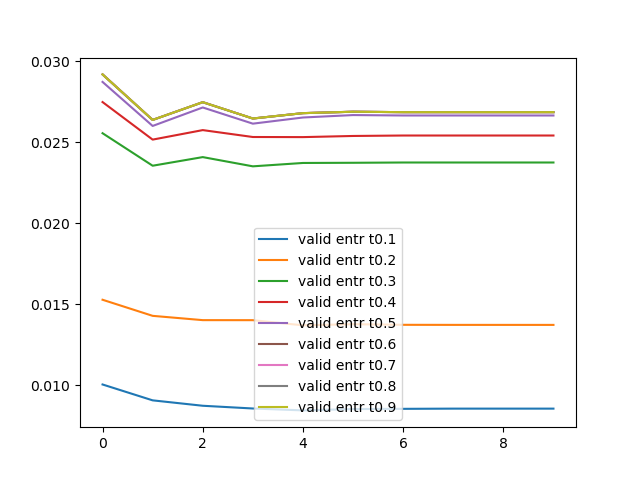 0.030
0.025
0.020
0.015
0.010
valid entr t0.1
valid entr t0.2
valid entr t0.3
valid entr t0.4
valid entr t0.5
valid entr t0.6
valid entr t0.7
valid entr t0.8
valid entr t0.9
0 2 4 6 8